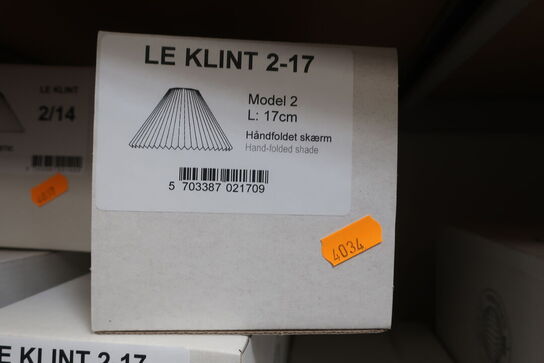 LE KLINT 2-17
Model 2
L: 17cm
Håndfoldet skærm
Hand-folded shade
5 703387 021709
4034
LE KLINT
2/14
LE KLINT 2-17